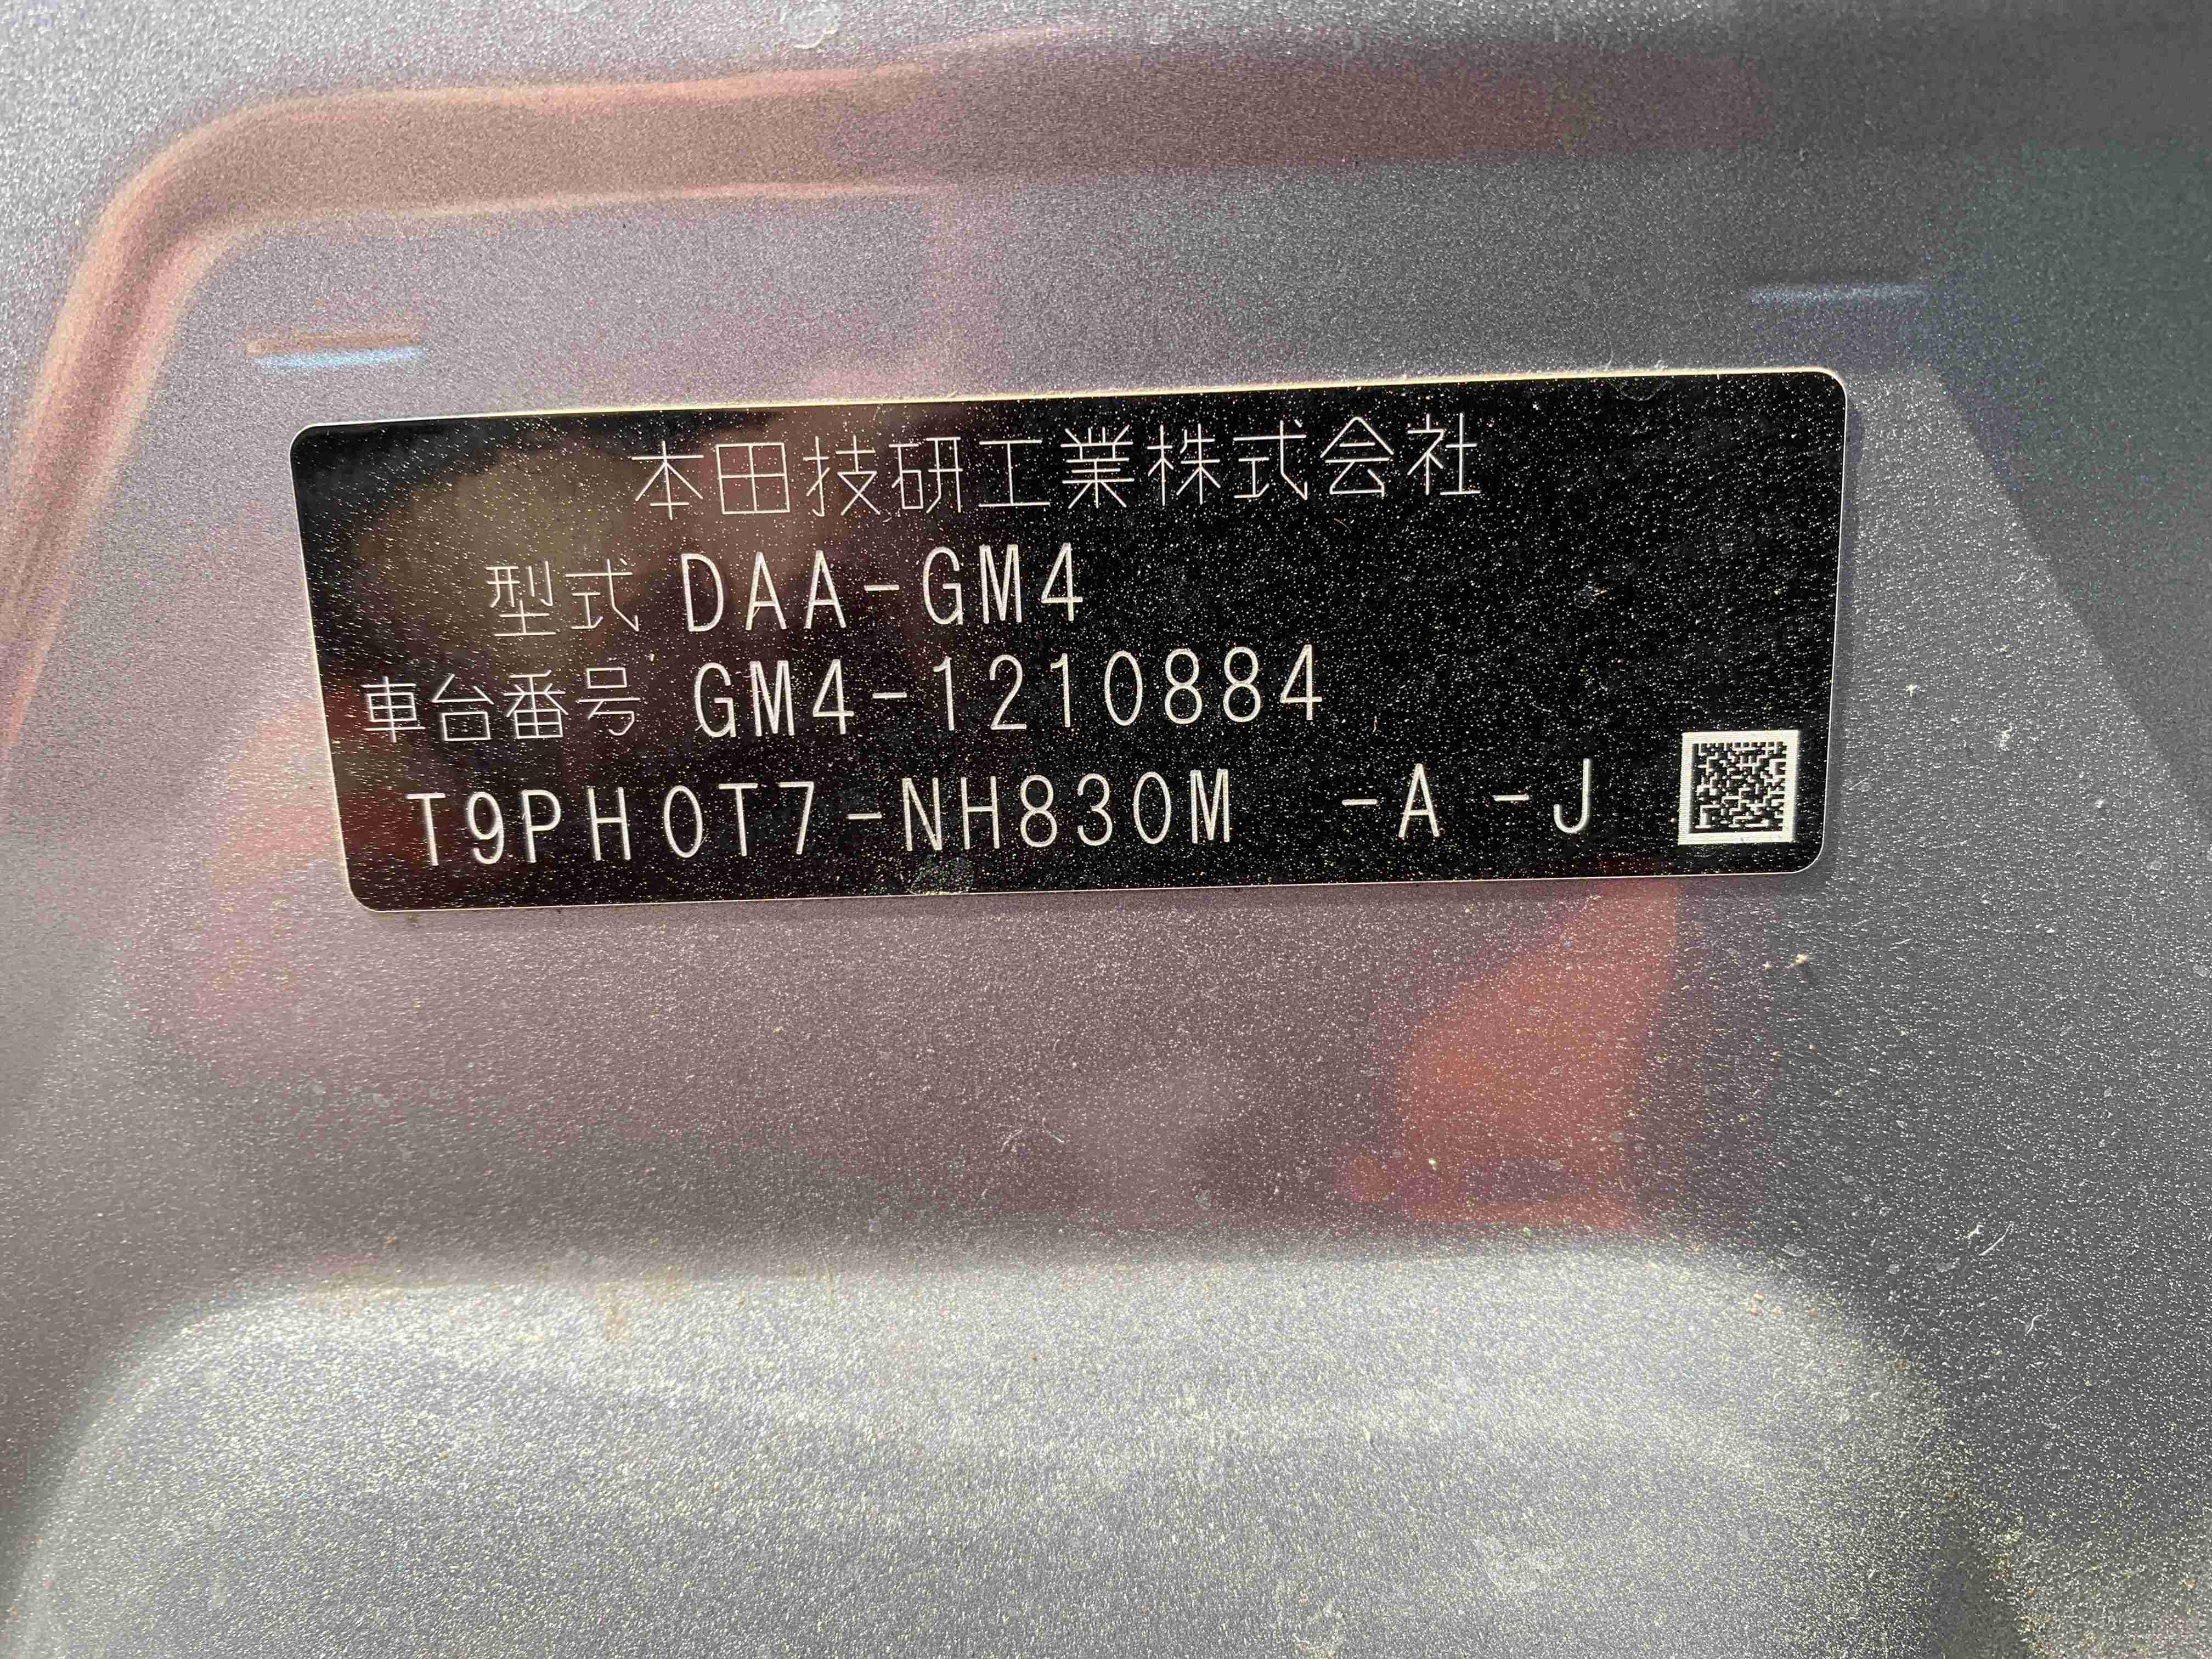 本田技研工業株式会社
型式 DAA-GM4
車台番号 GM4-1210884
T9PH0T7-NH830M -A -J